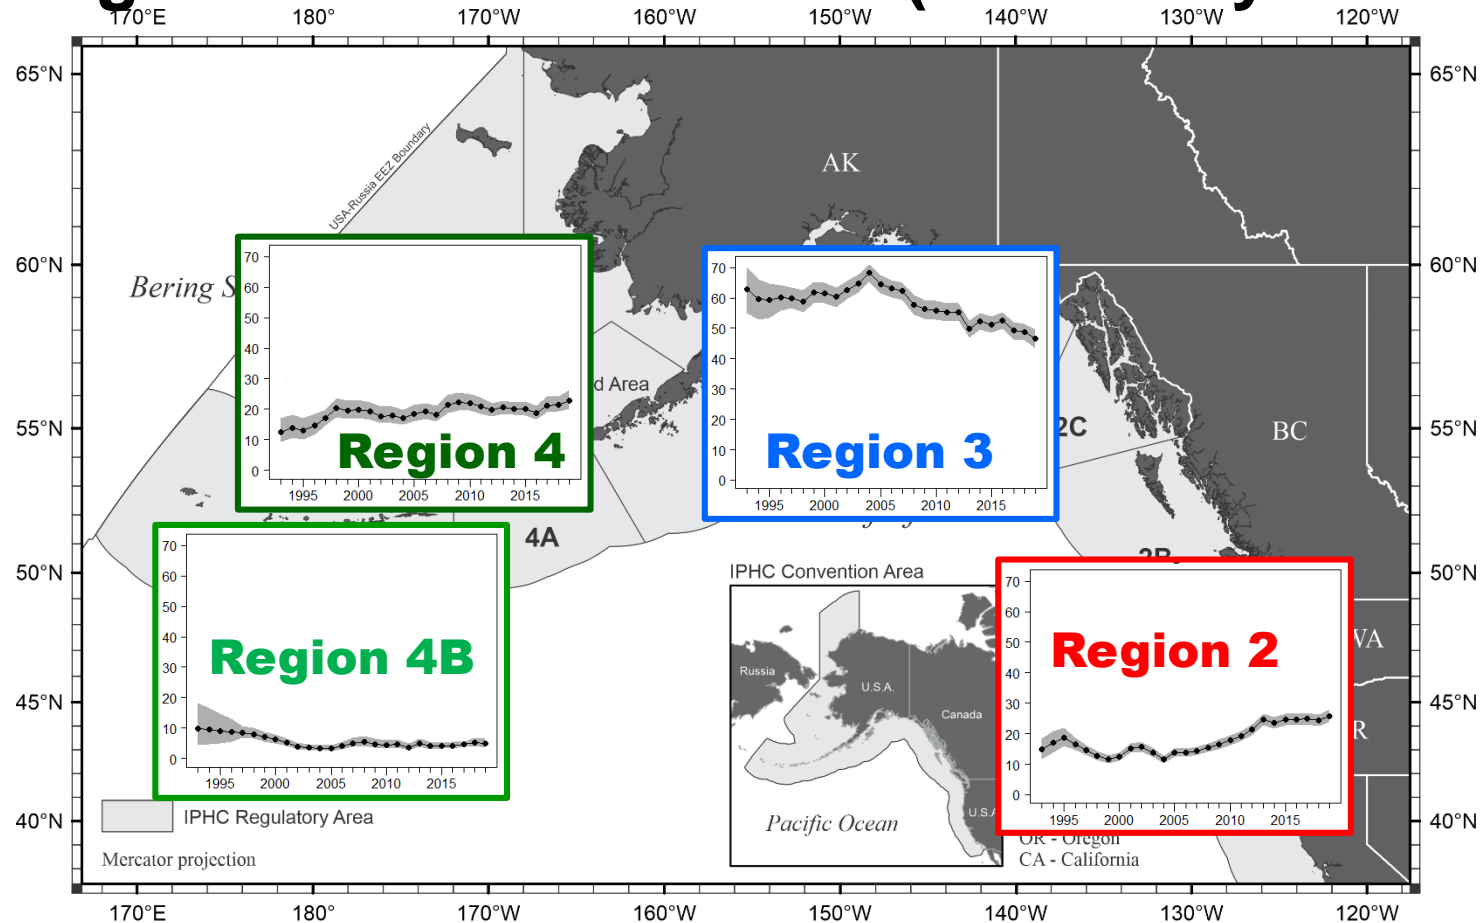 170°E 180° 170°W 160°W 150°W 140°W 130°W 120°W
65°N 65°N
USA-Russia EEZ Boundary
AK
60°N 60°N
Bering S
70
60
50
40
30
20
10
0
1995 2000 2005 2010 2015
Region 4
70
60
50
40
30
20
10
0
1995 2000 2005 2010 2015
Region 3
d Area
55°N 55°N
2C
BC
4A
2B
50°N 50°N
70
60
50
40
30
20
10
0
1995 2000 2005 2010 2015
Region 4B
IPHC Convention Area
Russia
U.S.A.
Canada
U.S.A
Pacific Ocean
70
60
50
40
30
20
10
0
1995 2000 2005 2010 2015
Region 2
WA
45°N 45°N
R
40°N 40°N
IPHC Regulatory Area
Mercator projection
OR - Oregon
CA - California
170°E 180° 170°W 160°W 150°W 140°W 130°W 120°W